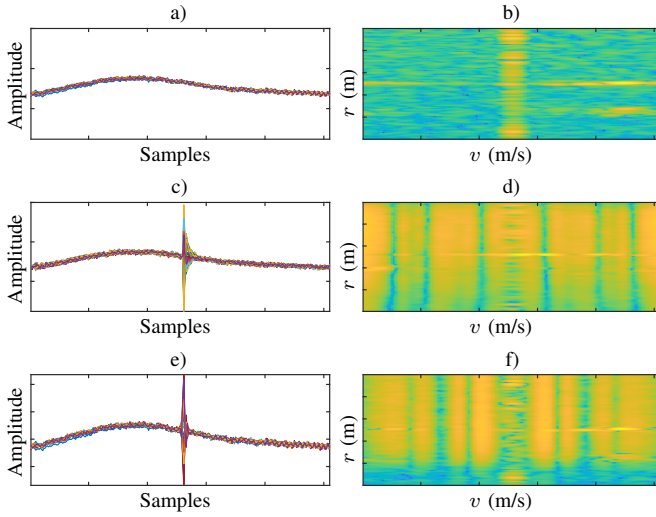 a)
Amplitude
Samples
b)
r (m)
v (m/s)
c)
Amplitude
Samples
d)
r (m)
v (m/s)
e)
Amplitude
Samples
f)
r (m)
v (m/s)